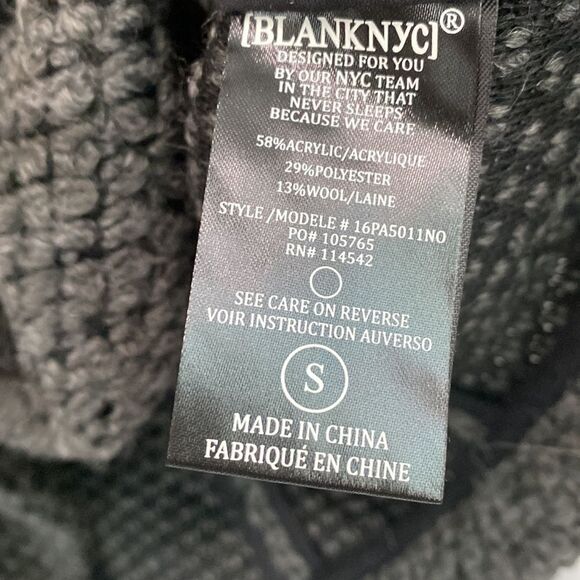 [BLANKNYC]®
DESIGNED FOR YOU
BY OUR NYC TEAM
IN THE CITY THAT
NEVER SLEEPS
BECAUSE WE CARE
58%ACRYLIC/ACRYLIQUE
29%POLYESTER
13%WOOL/LAINE
STYLE /MODELE # 16PA5011NO
PO# 105765
RN# 114542
SEE CARE ON REVERSE
VOIR INSTRUCTION AUVERSO
S
MADE IN CHINA
FABRIQUÉ EN CHINE